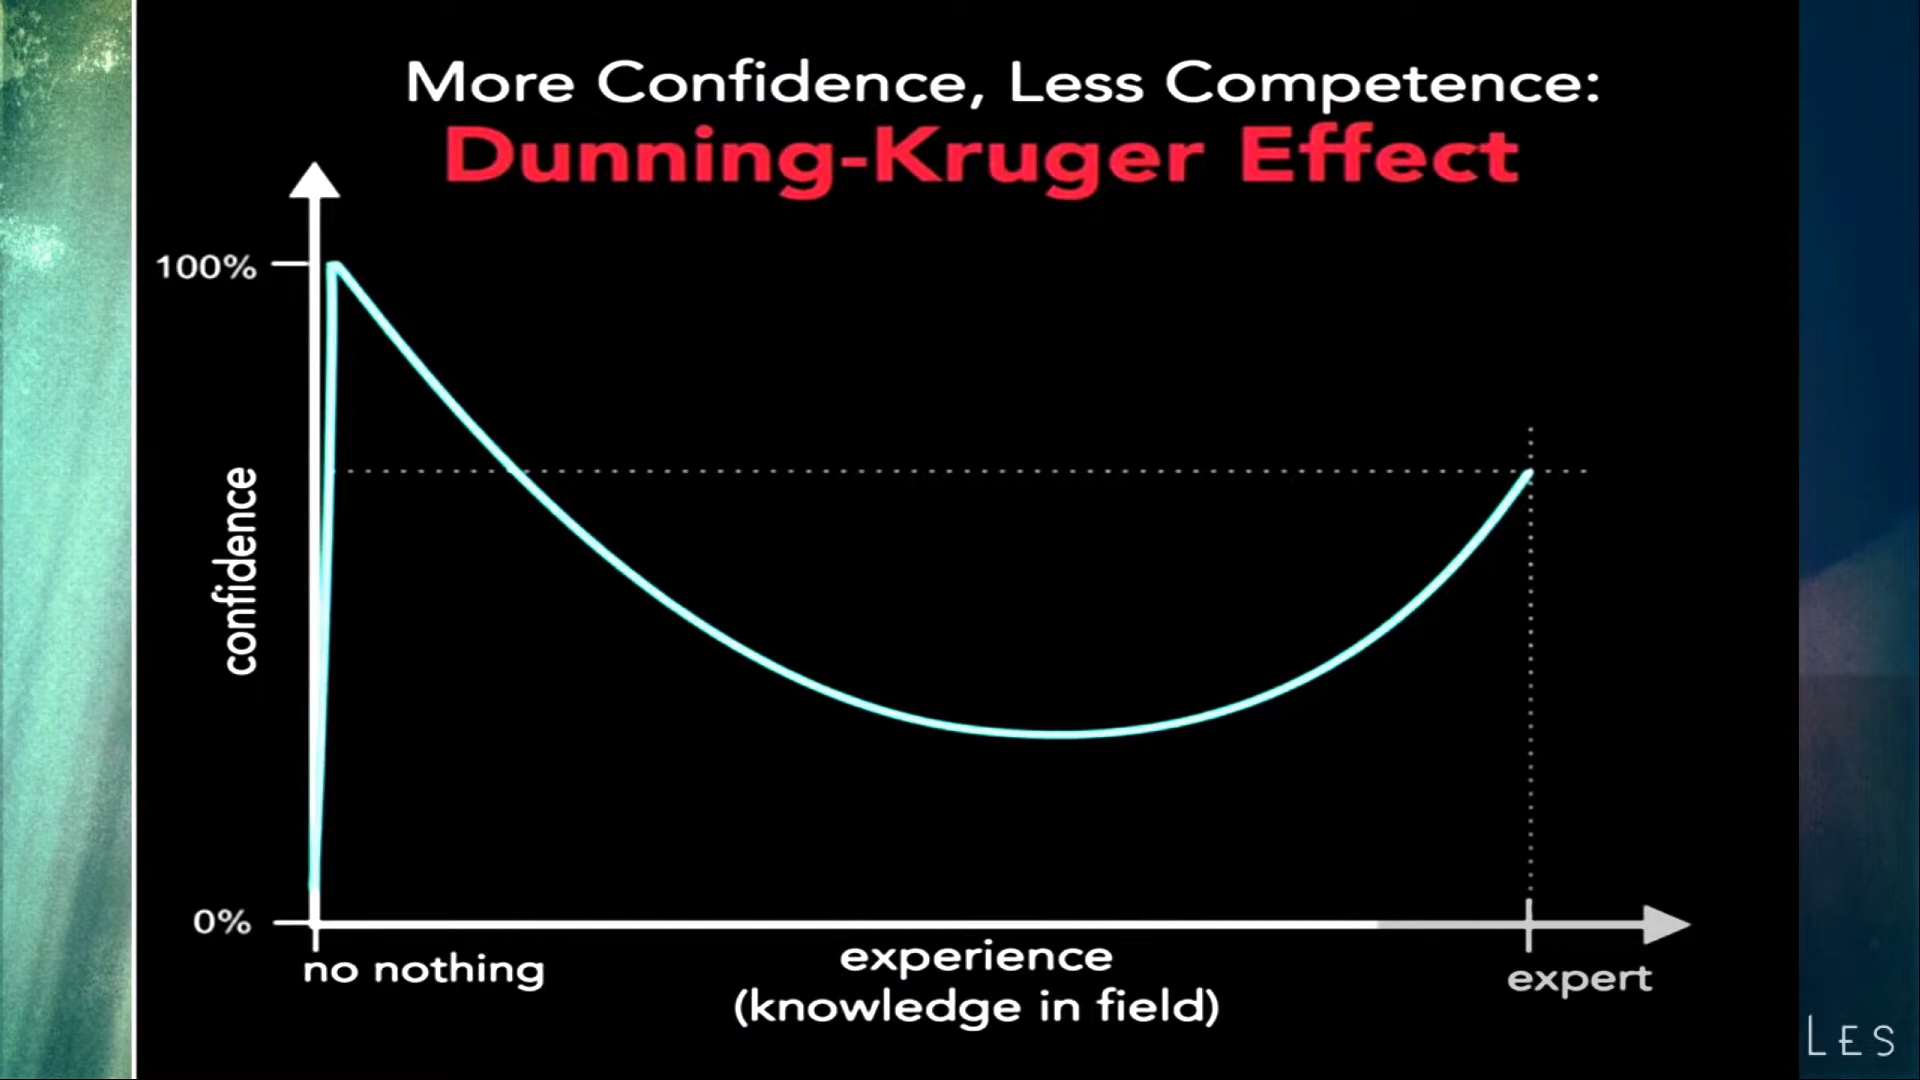 More Confidence, Less Competence:
Dunning-Kruger Effect
100%
confidence
0%
no nothing
experience
(knowledge in field)
expert
LES